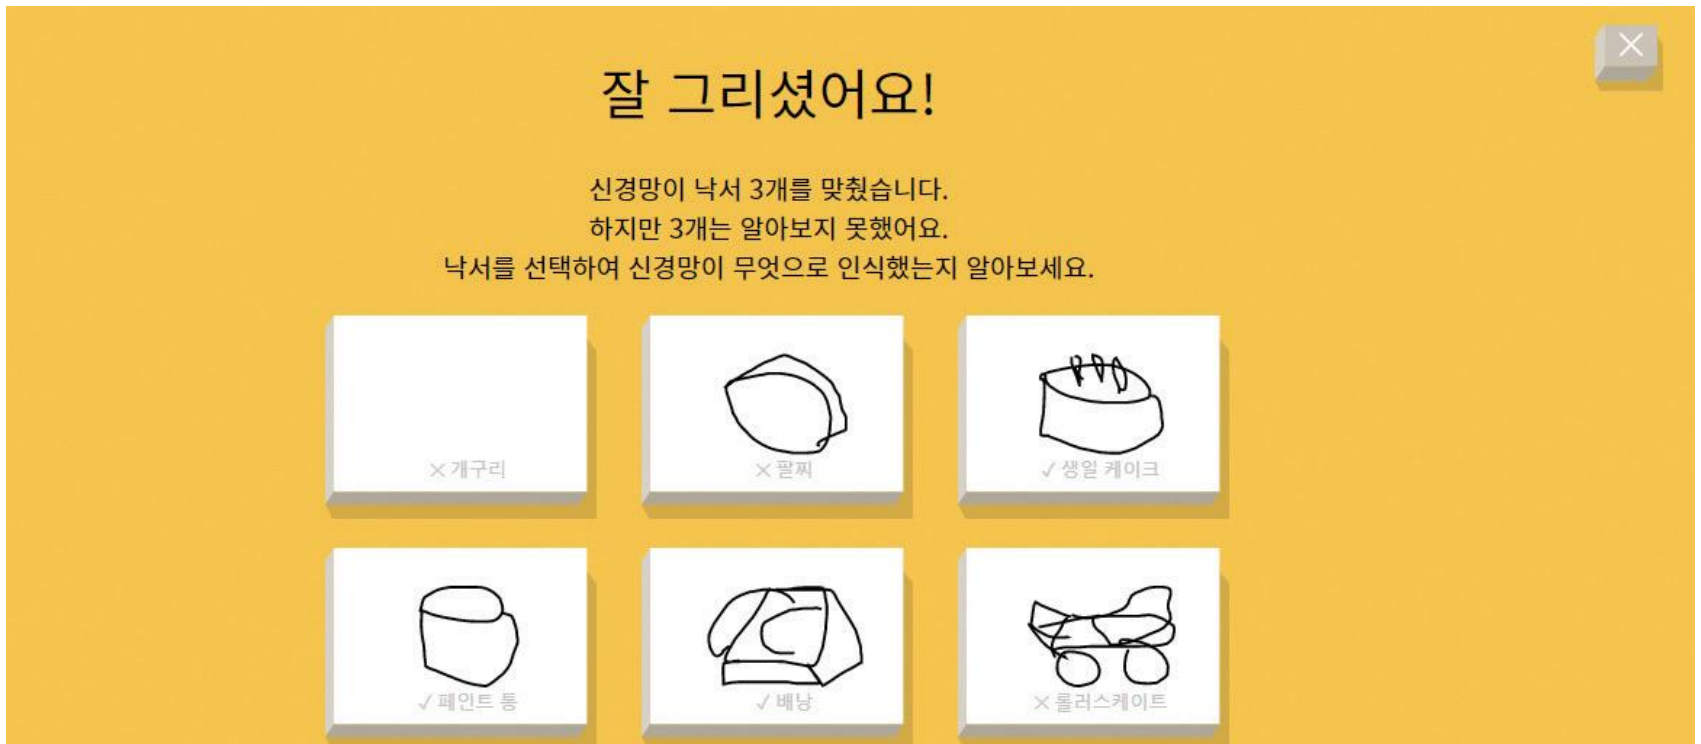 잘 그리셨어요!
신경망이 낙서 3개를 맞췄습니다.
하지만 3개는 알아보지 못했어요.
낙서를 선택하여 신경망이 무엇으로 인식했는지 알아보세요.
× 개구리
× 팔찌
✓ 생일 케이크
✓ 페인트 통
✓ 배낭
× 롤러스케이트